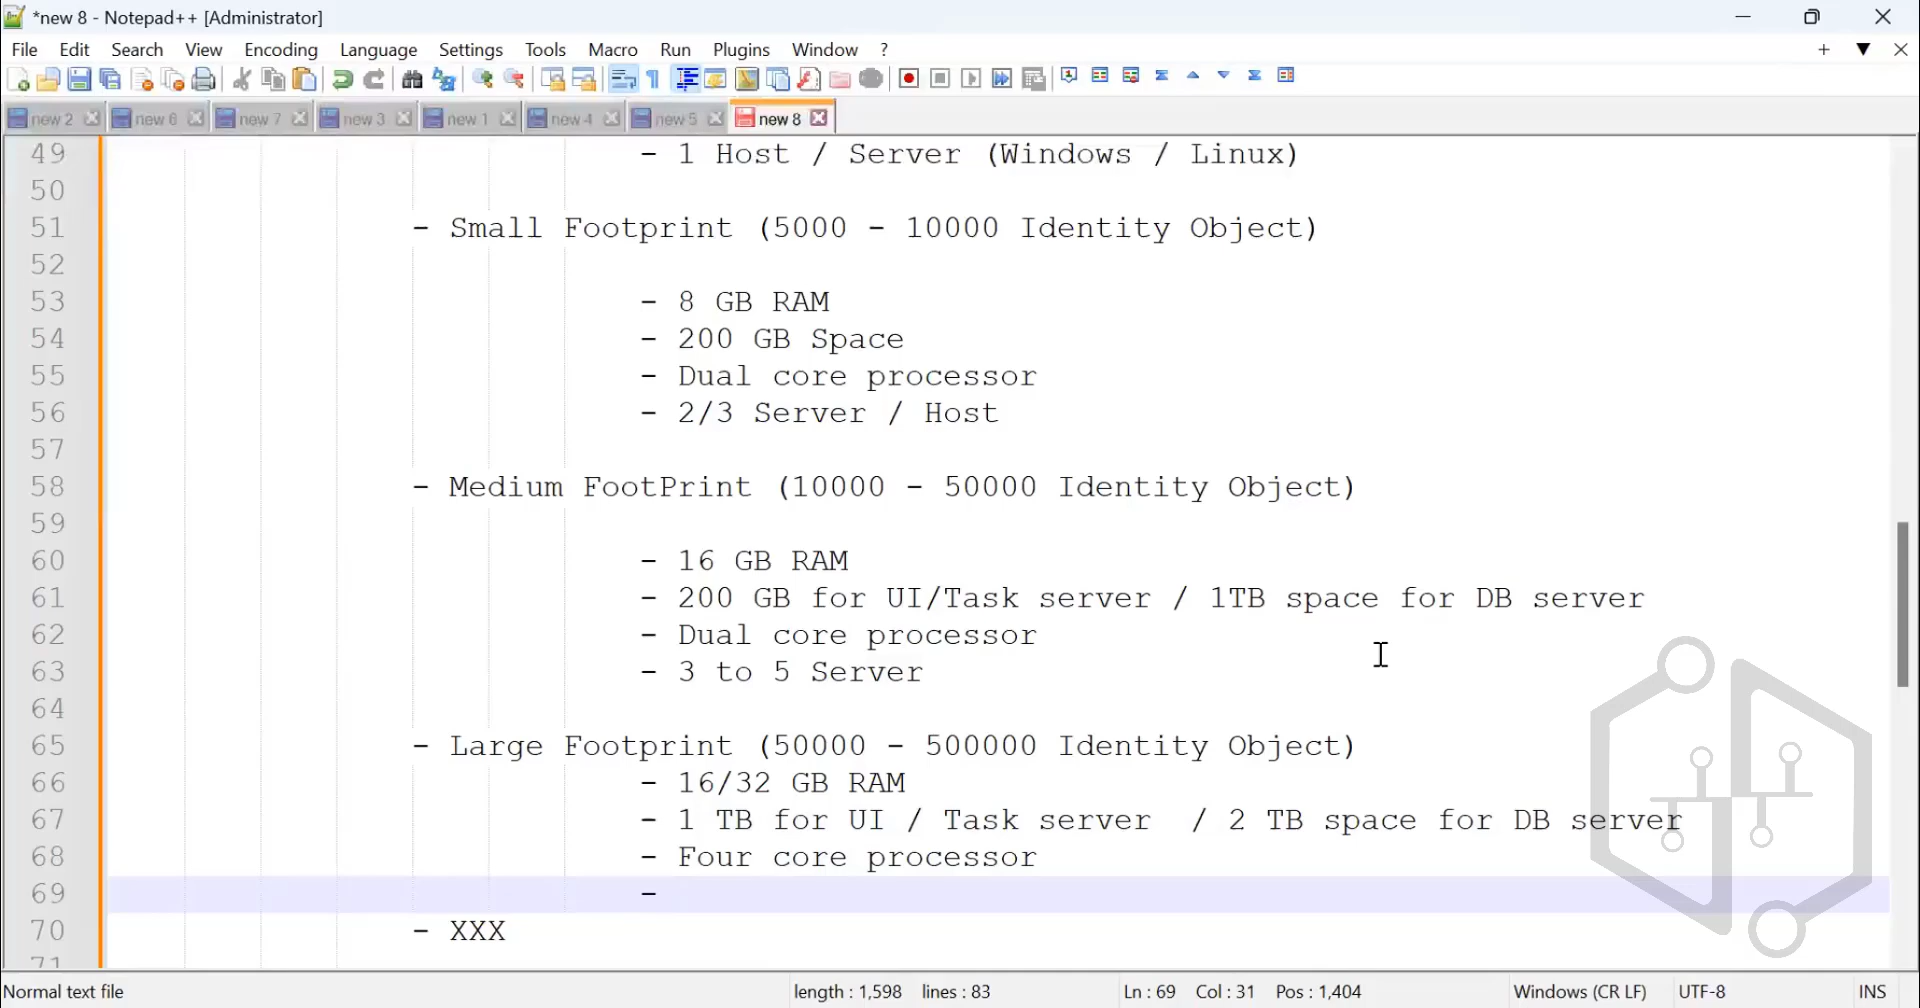 *new 8 - Notepad++ [Administrator]
File Edit Search View Encoding Language Settings Tools Macro Run Plugins Window ?
new 2 new 6 new 7 new 3 new 1 new 4 new 5 new 8
49 - 1 Host / Server (Windows / Linux)
50
51 - Small Footprint (5000 - 10000 Identity Object)
52
53 - 8 GB RAM
54 - 200 GB Space
55 - Dual core processor
56 - 2/3 Server / Host
57
58 - Medium FootPrint (10000 - 50000 Identity Object)
59
60 - 16 GB RAM
61 - 200 GB for UI/Task server / 1TB space for DB server
62 - Dual core processor
63 - 3 to 5 Server
64
65 - Large Footprint (50000 - 500000 Identity Object)
66 - 16/32 GB RAM
67 - 1 TB for UI / Task server / 2 TB space for DB server
68 - Four core processor
69 -
70 - XXX
71
Normal text file length : 1,598 lines : 83 Ln : 69 Col : 31 Pos : 1,404 Windows (CR LF) UTF-8 INS